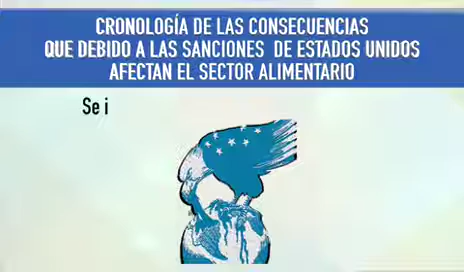 CRONOLOGÍA DE LAS CONSECUENCIAS
QUE DEBIDO A LAS SANCIONES DE ESTADOS UNIDOS
AFECTAN EL SECTOR ALIMENTARIO
Se i